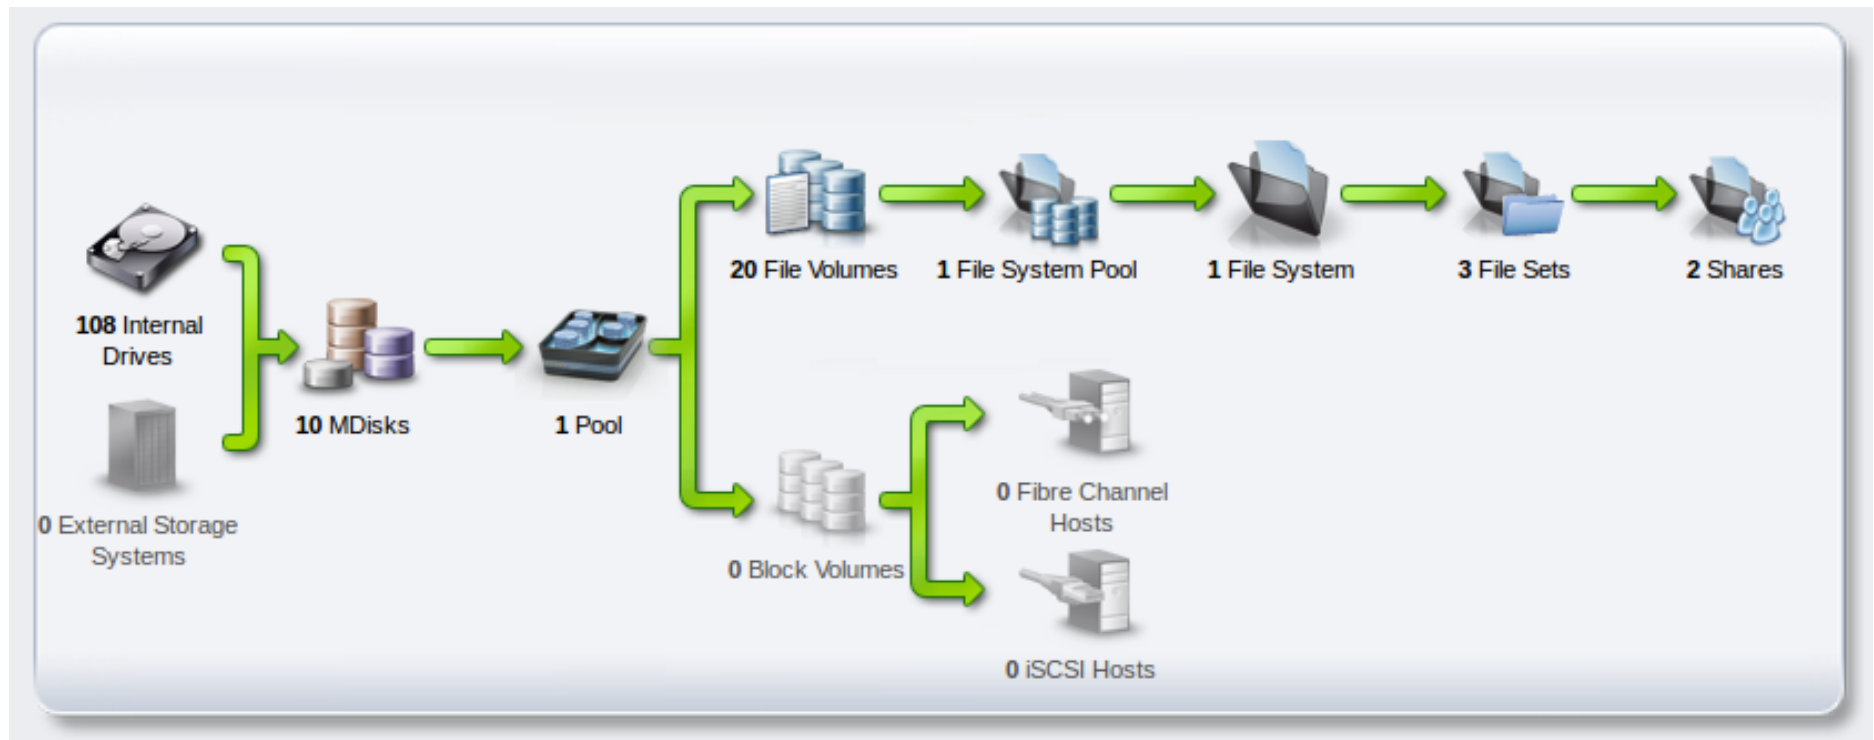 108 Internal
Drives
0 External Storage
Systems
10 MDisks
1 Pool
20 File Volumes
1 File System Pool
1 File System
3 File Sets
2 Shares
0 Block Volumes
0 Fibre Channel
Hosts
0 iSCSI Hosts